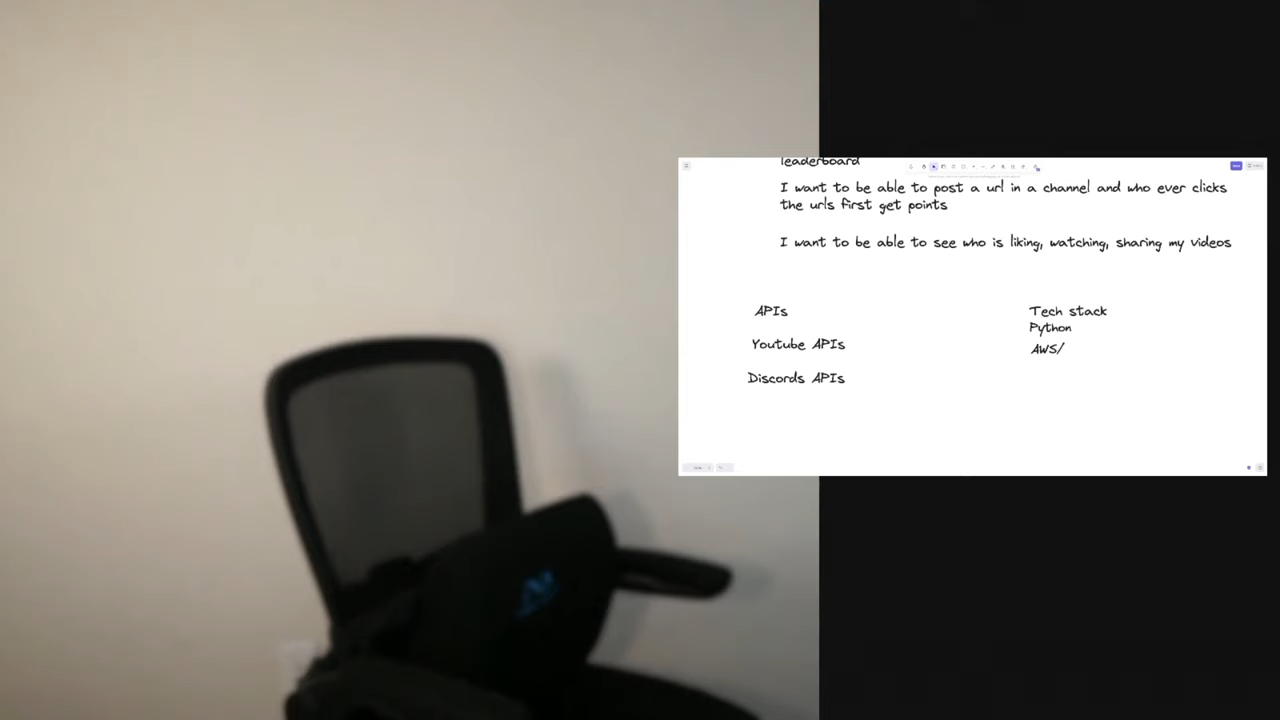 leaderboard
I want to be able to post a url in a channel and who ever clicks
the urls first get points
I want to be able to see who is liking, watching, sharing my videos
APIs
Tech stack
Python
Youtube APIs
AWS/
Discords APIs